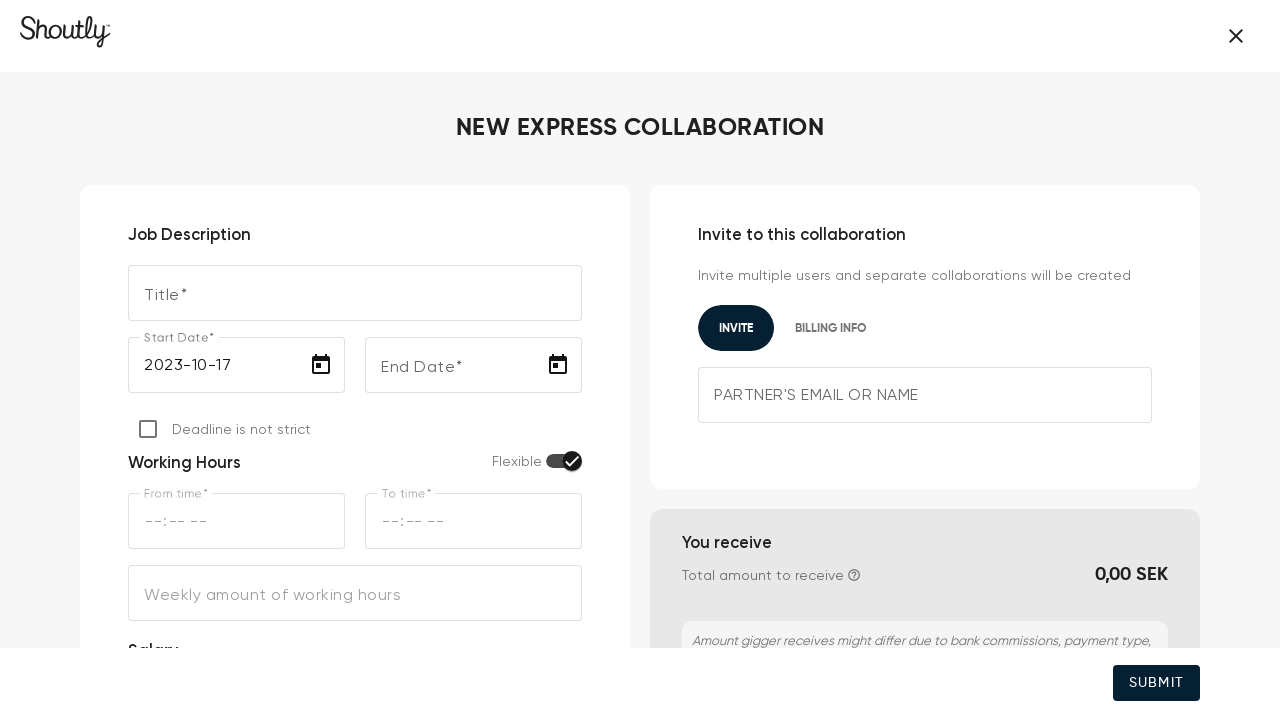 Shoutly
NEW EXPRESS COLLABORATION
Job Description
Title*
Start Date*
2023-10-17
End Date*
Deadline is not strict
Working Hours
Flexible
From time*
--:-- --
To time*
--:-- --
Weekly amount of working hours
Salary
Invite to this collaboration
Invite multiple users and separate collaborations will be created
INVITE
BILLING INFO
PARTNER'S EMAIL OR NAME
You receive
Total amount to receive
0,00 SEK
Amount gigger receives might differ due to bank commissions, payment type,
SUBMIT